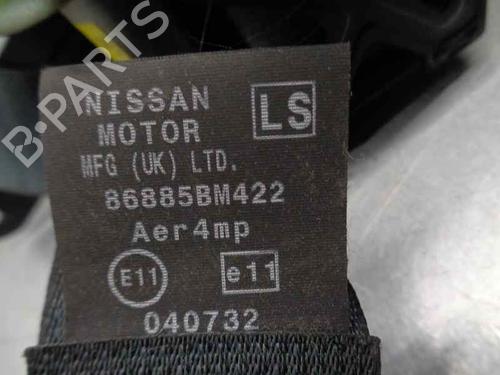 B-PARTS
NISSAN
MOTOR
LS
MFG (UK) LTD.
86885BM422
Aer4mp
E11
e11
040732